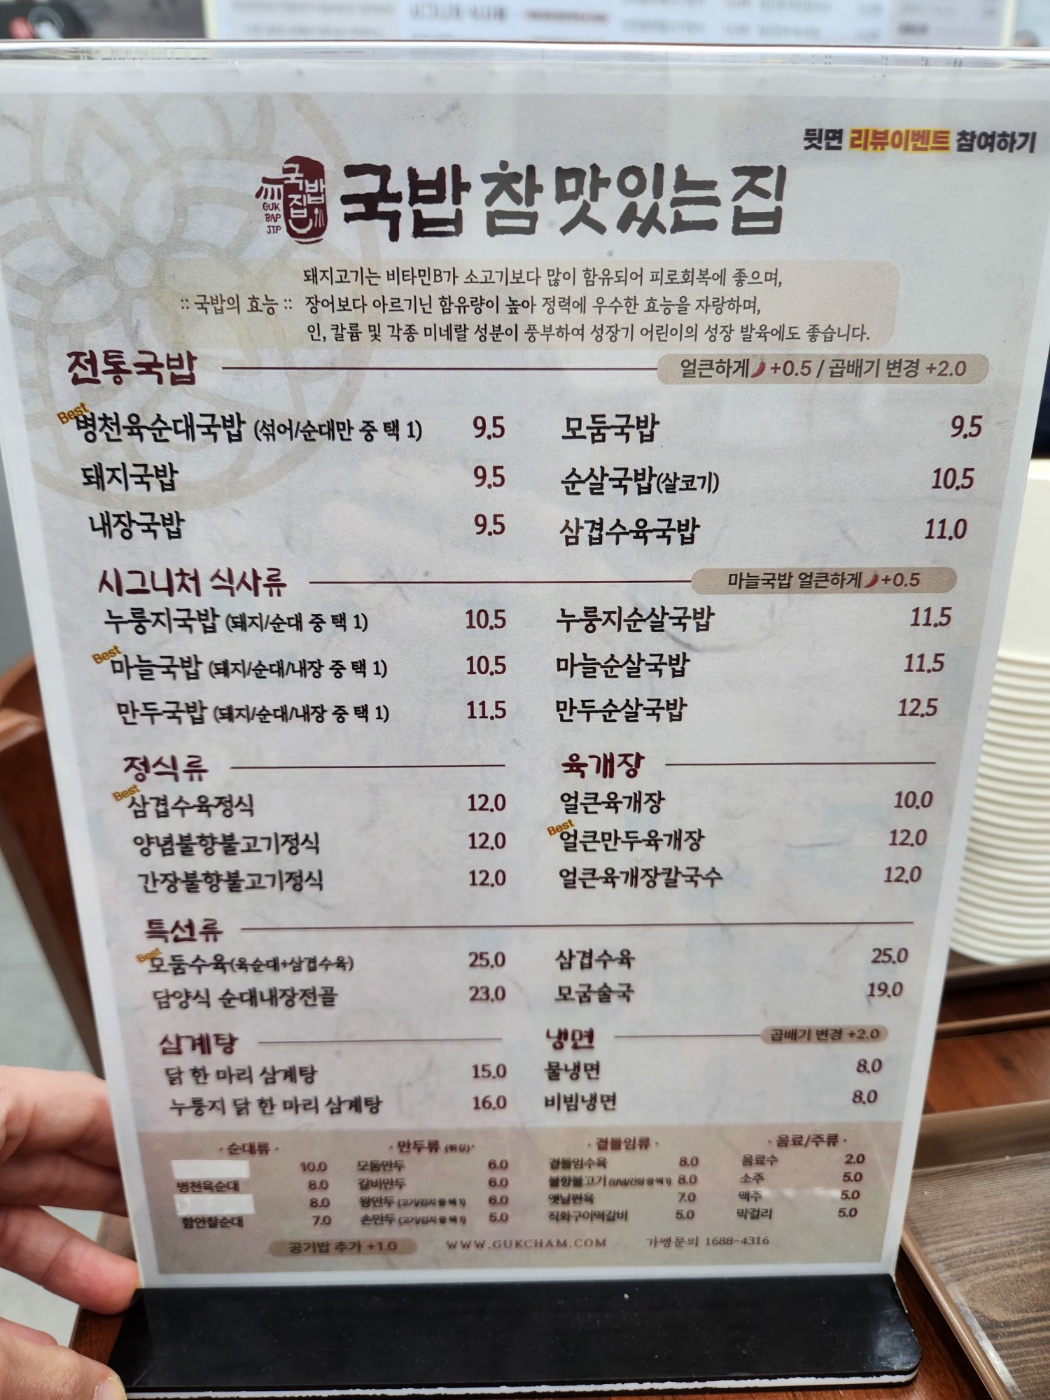 뒷면 리뷰이벤트 참여하기
국밥집
GUK
BAP
JIP
국밥 참 맛있는 집
돼지고기는 비타민B가 소고기보다 많이 함유되어 피로회복에 좋으며,
:: 국밥의 효능 :: 장어보다 아르기닌 함유량이 높아 정력에 우수한 효능을 자랑하며,
인, 칼륨 및 각종 미네랄 성분이 풍부하여 성장기 어린이의 성장 발육에도 좋습니다.
전통국밥 얼큰하게 +0.5 / 곱배기 변경 +2.0
Best 병천육순대국밥 (섞어/순대만 중 택 1) 9.5 모둠국밥 9.5
돼지국밥 9.5 순살국밥(살코기) 10.5
내장국밥 9.5 삼겹수육국밥 11.0
시그니처 식사류 마늘국밥 얼큰하게 +0.5
누룽지국밥 (돼지/순대 중 택 1) 10.5 누룽지순살국밥 11.5
Best 마늘국밥 (돼지/순대/내장 중 택 1) 10.5 마늘순살국밥 11.5
만두국밥 (돼지/순대/내장 중 택 1) 11.5 만두순살국밥 12.5
정식류 육개장
Best 삼겹수육정식 12.0 얼큰육개장 10.0
양념불향불고기정식 12.0 Best 얼큰만두육개장 12.0
간장불향불고기정식 12.0 얼큰육개장칼국수 12.0
특선류
Best 모둠수육(육순대+삼겹수육) 25.0 삼겹수육 25.0
담양식 순대내장전골 23.0 모굼술국 19.0
삼계탕 냉면 곱배기 변경 +2.0
닭 한 마리 삼계탕 15.0 물냉면 8.0
누룽지 닭 한 마리 삼계탕 16.0 비빔냉면 8.0
· 순대류 · · 만두류 · · 곁들임류 · · 음료/주류 ·
10.0 모둠만두 6.0 곁들임수육 8.0 음료수 2.0
병천육순대 8.0 갈비만두 6.0 불향불고기 8.0 소주 5.0
8.0 왕만두 6.0 옛날편육 7.0 맥주 5.0
함안찰순대 7.0 손만두 5.0 직화구이떡갈비 5.0 막걸리 5.0
공기밥 추가 +1.0 WWW.GUKCHAM.COM 가맹문의 1688-4316